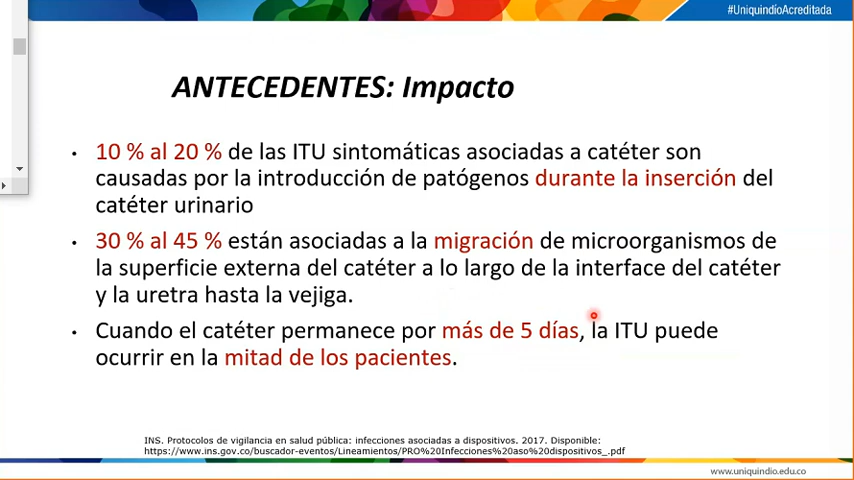 #UniquindioAcreditada
ANTECEDENTES: Impacto
• 10 % al 20 % de las ITU sintomáticas asociadas a catéter son
causadas por la introducción de patógenos durante la inserción del
catéter urinario
• 30 % al 45 % están asociadas a la migración de microorganismos de
la superficie externa del catéter a lo largo de la interface del catéter
y la uretra hasta la vejiga.
• Cuando el catéter permanece por más de 5 días, la ITU puede
ocurrir en la mitad de los pacientes.
INS. Protocolos de vigilancia en salud pública: infecciones asociadas a dispositivos. 2017. Disponible:
https://www.ins.gov.co/buscador-eventos/Lineamientos/PRO%20Infecciones%20aso%20dispositivos_.pdf
www.uniquindio.edu.co